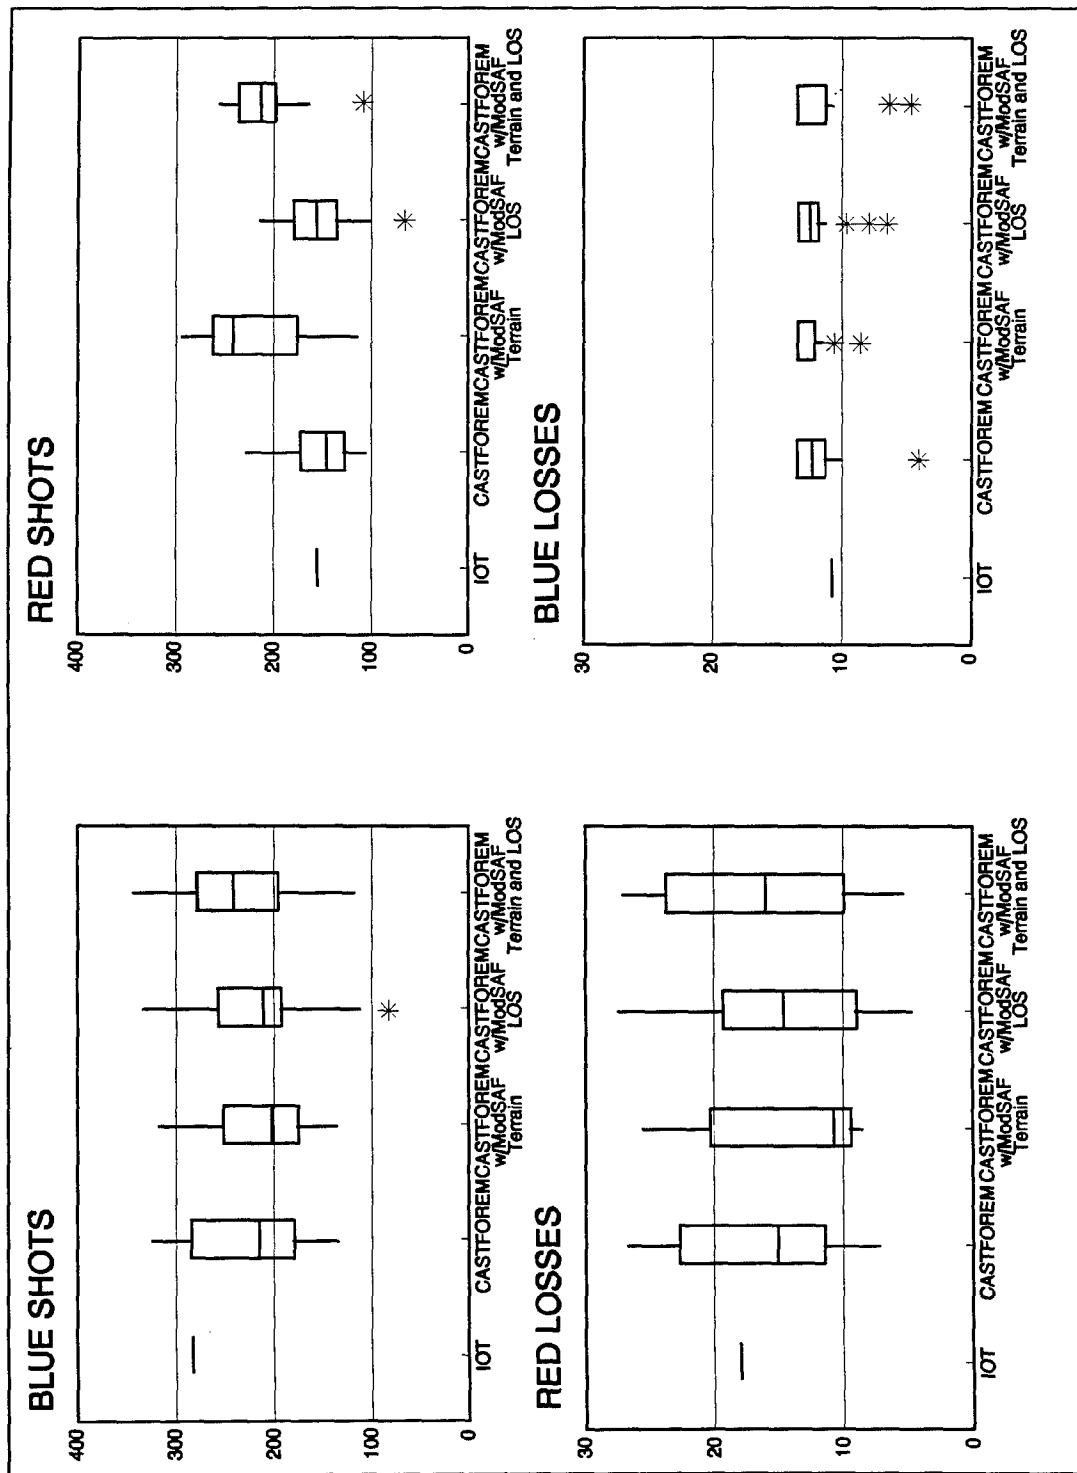 BLUE SHOTS
400
300
200
100
0
IOT CASTFOREM CASTFOREM CASTFOREM CASTFOREM
w/ModSAF w/ModSAF w/ModSAF
Terrain LOS Terrain and LOS
RED SHOTS
400
300
200
100
0
IOT CASTFOREM CASTFOREM CASTFOREM CASTFOREM
w/ModSAF w/ModSAF w/ModSAF
Terrain LOS Terrain and LOS
RED LOSSES
30
20
10
0
IOT CASTFOREM CASTFOREM CASTFOREM CASTFOREM
w/ModSAF w/ModSAF w/ModSAF
Terrain LOS Terrain and LOS
BLUE LOSSES
30
20
10
0
IOT CASTFOREM CASTFOREM CASTFOREM CASTFOREM
w/ModSAF w/ModSAF w/ModSAF
Terrain LOS Terrain and LOS